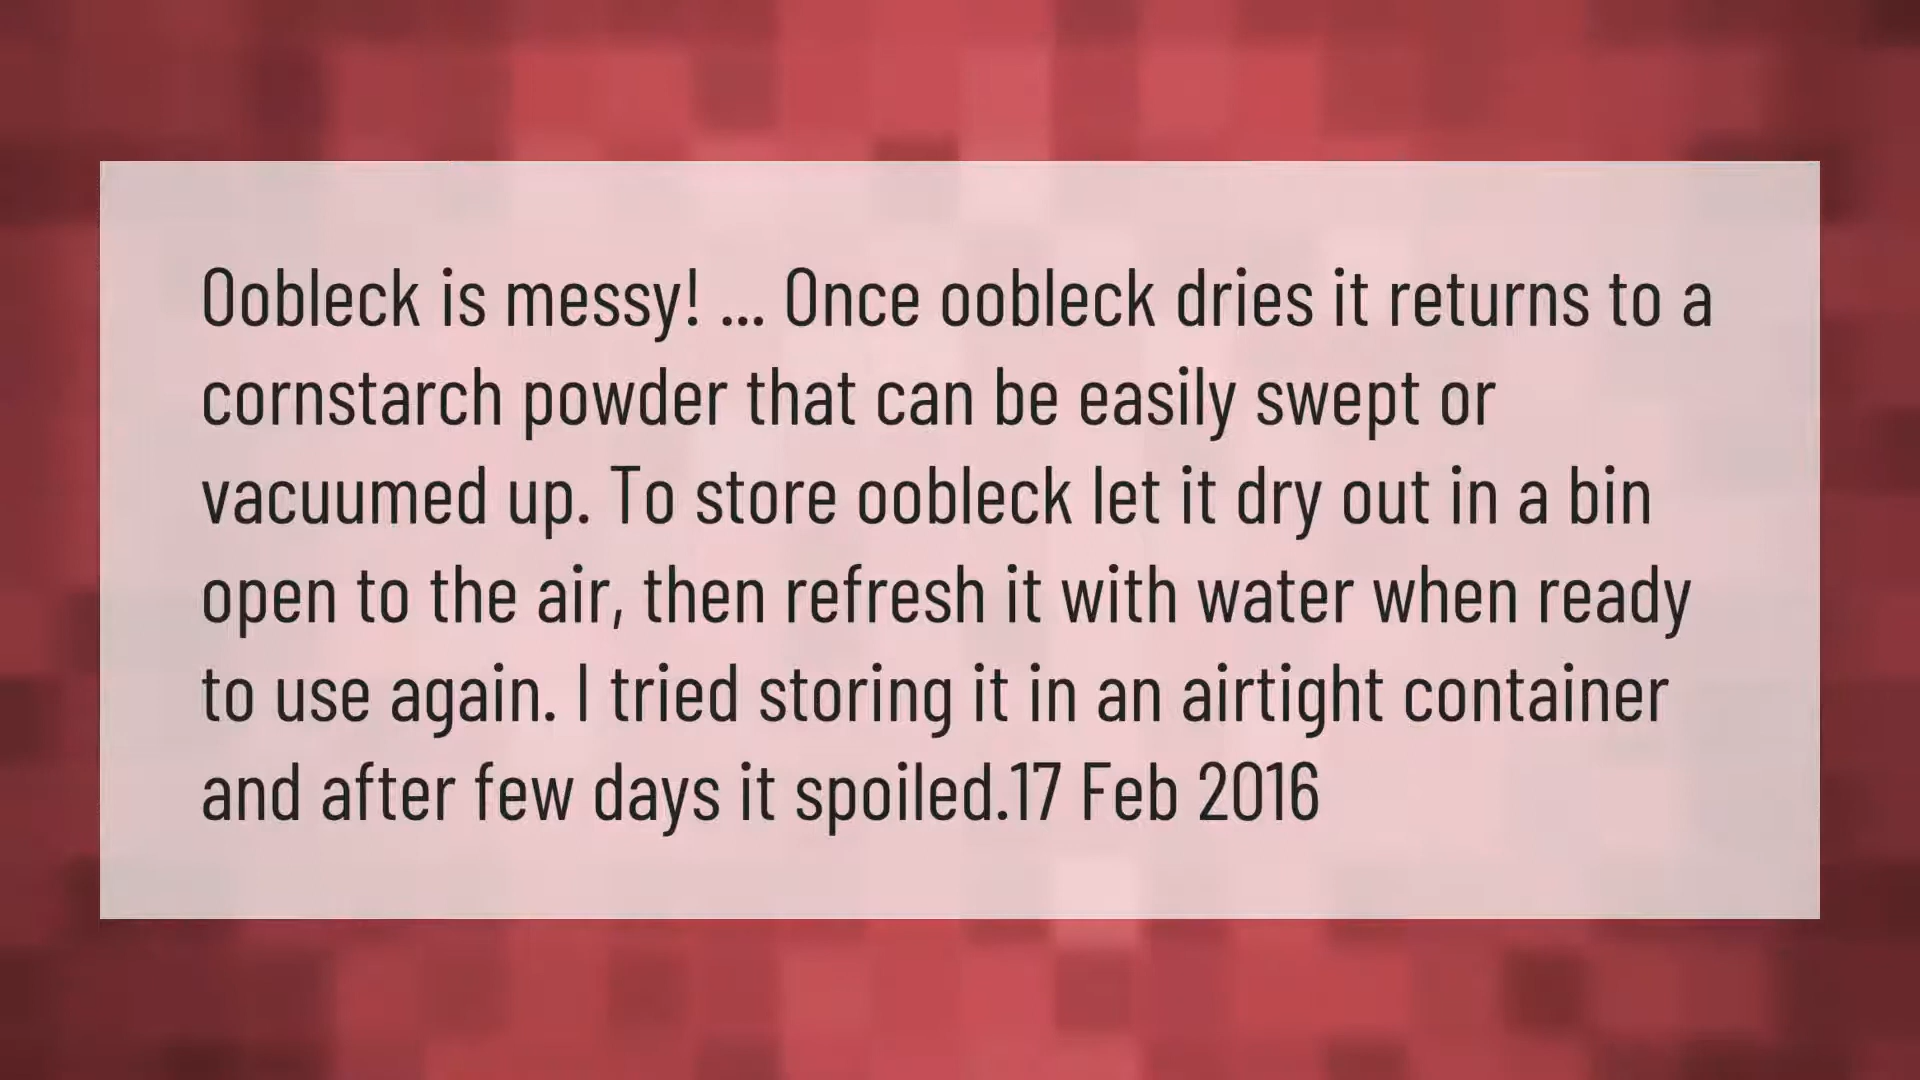 Oobleck is messy! ... Once oobleck dries it returns to a
cornstarch powder that can be easily swept or
vacuumed up. To store oobleck let it dry out in a bin
open to the air, then refresh it with water when ready
to use again. I tried storing it in an airtight container
and after few days it spoiled.17 Feb 2016